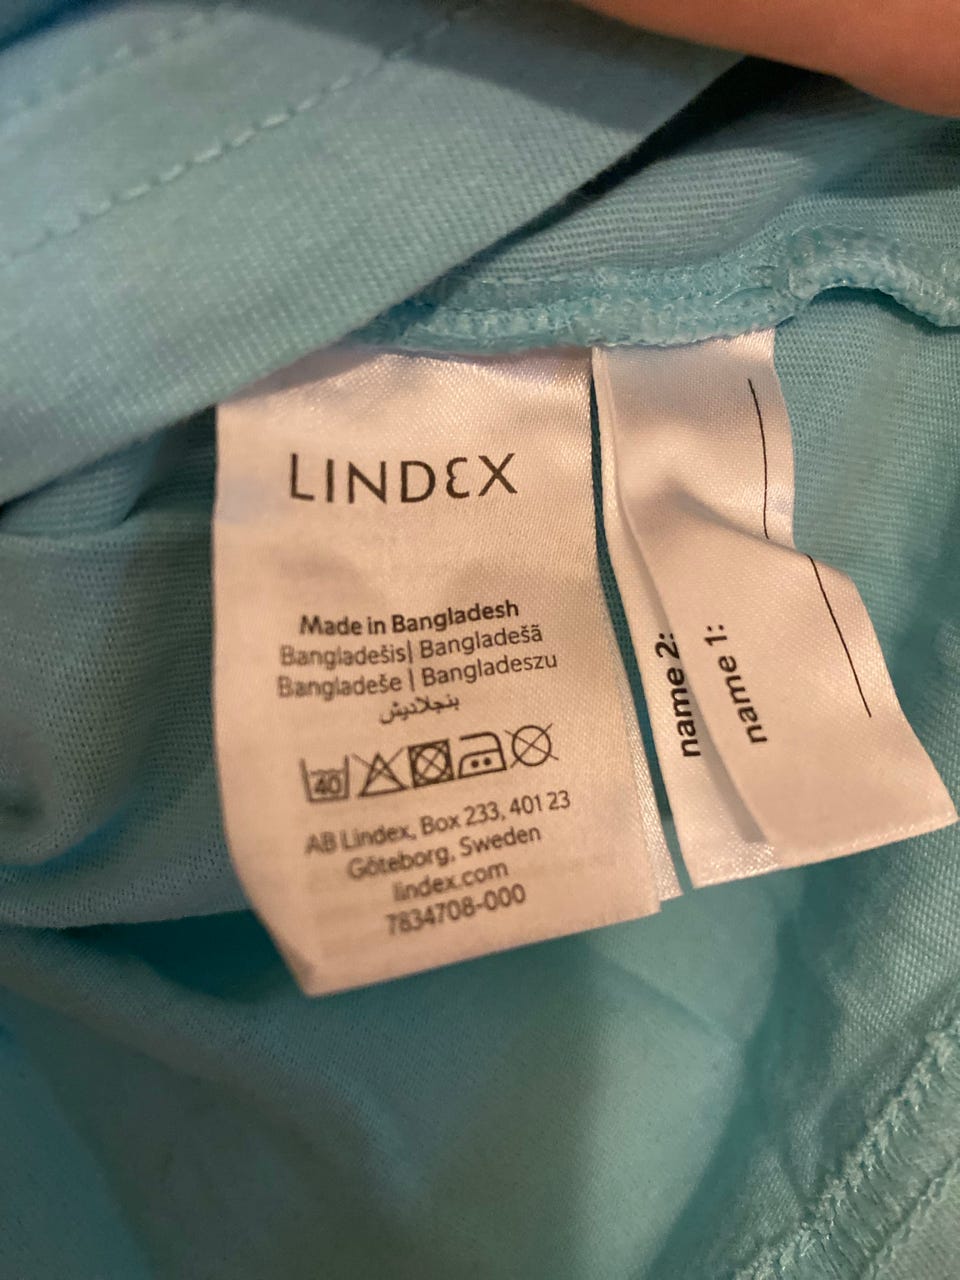 LINDEX
Made in Bangladesh
Bangladešis| Bangladešā
Bangladeše | Bangladeszu
بنجلاديش
40
AB Lindex, Box 233, 401 23
Göteborg, Sweden
lindex.com
7834708-000
name 2:
name 1: